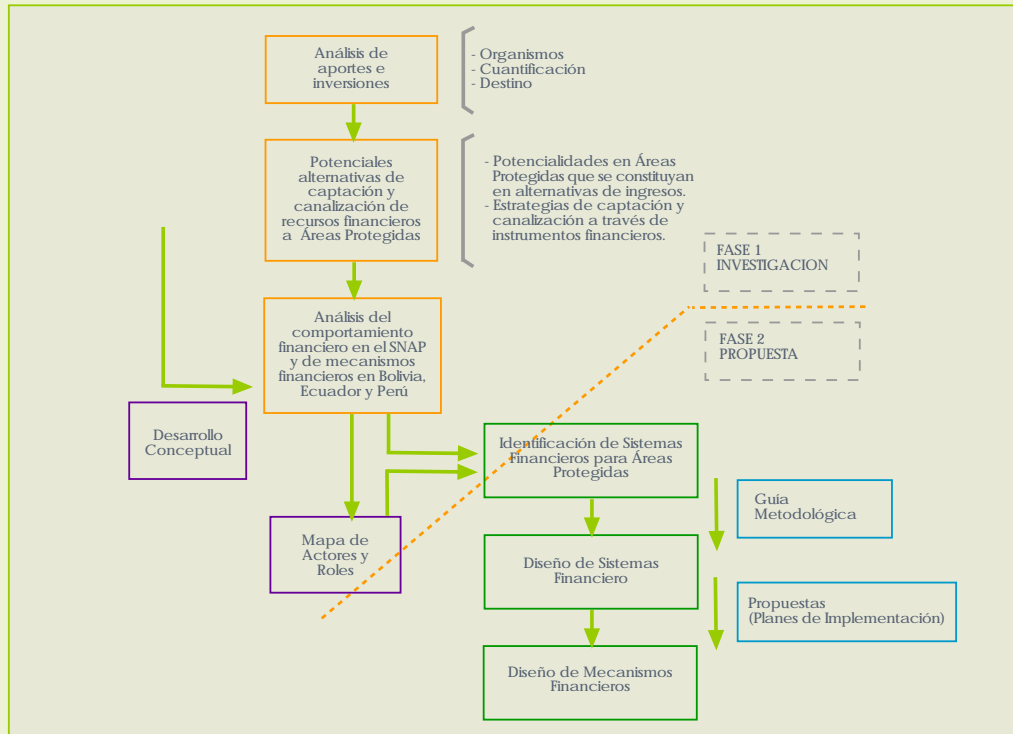 Análisis de
aportes e
inversiones
- Organismos
- Cuantificación
- Destino
Potenciales
alternativas de
captación y
canalización de
recursos financieros
a Áreas Protegidas
- Potencialidades en Áreas
Protegidas que se constituyan
en alternativas de ingresos.
- Estrategias de captación y
canalización a través de
instrumentos financieros.
FASE 1
INVESTIGACION
FASE 2
PROPUESTA
Análisis del
comportamiento
financiero en el SNAP
y de mecanismos
financieros en Bolivia,
Ecuador y Perú
Desarrollo
Conceptual
Mapa de
Actores y
Roles
Identificación de Sistemas
Financieros para Áreas
Protegidas
Guía
Metodológica
Diseño de Sistemas
Financiero
Propuestas
(Planes de Implementación)
Diseño de Mecanismos
Financieros